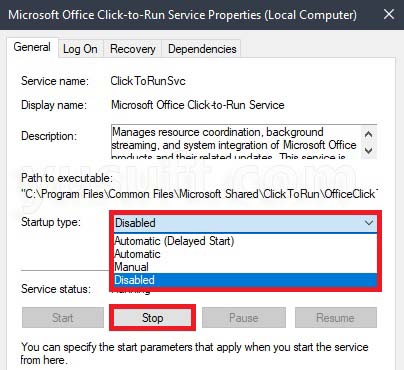 Microsoft Office Click-to-Run Service Properties (Local Computer)
General Log On Recovery Dependencies
Service name: ClickToRunSvc
Display name: Microsoft Office Click-to-Run Service
Description: Manages resource coordination, background
streaming, and system integration of Microsoft Office
products and their related updates. This service is
Path to executable:
"C:\Program Files\Common Files\Microsoft Shared\ClickToRun\OfficeClick
Startup type: Disabled
Automatic (Delayed Start)
Automatic
Manual
Disabled
Service status: Running
Start Stop Pause Resume
You can specify the start parameters that apply when you start the service
from here.